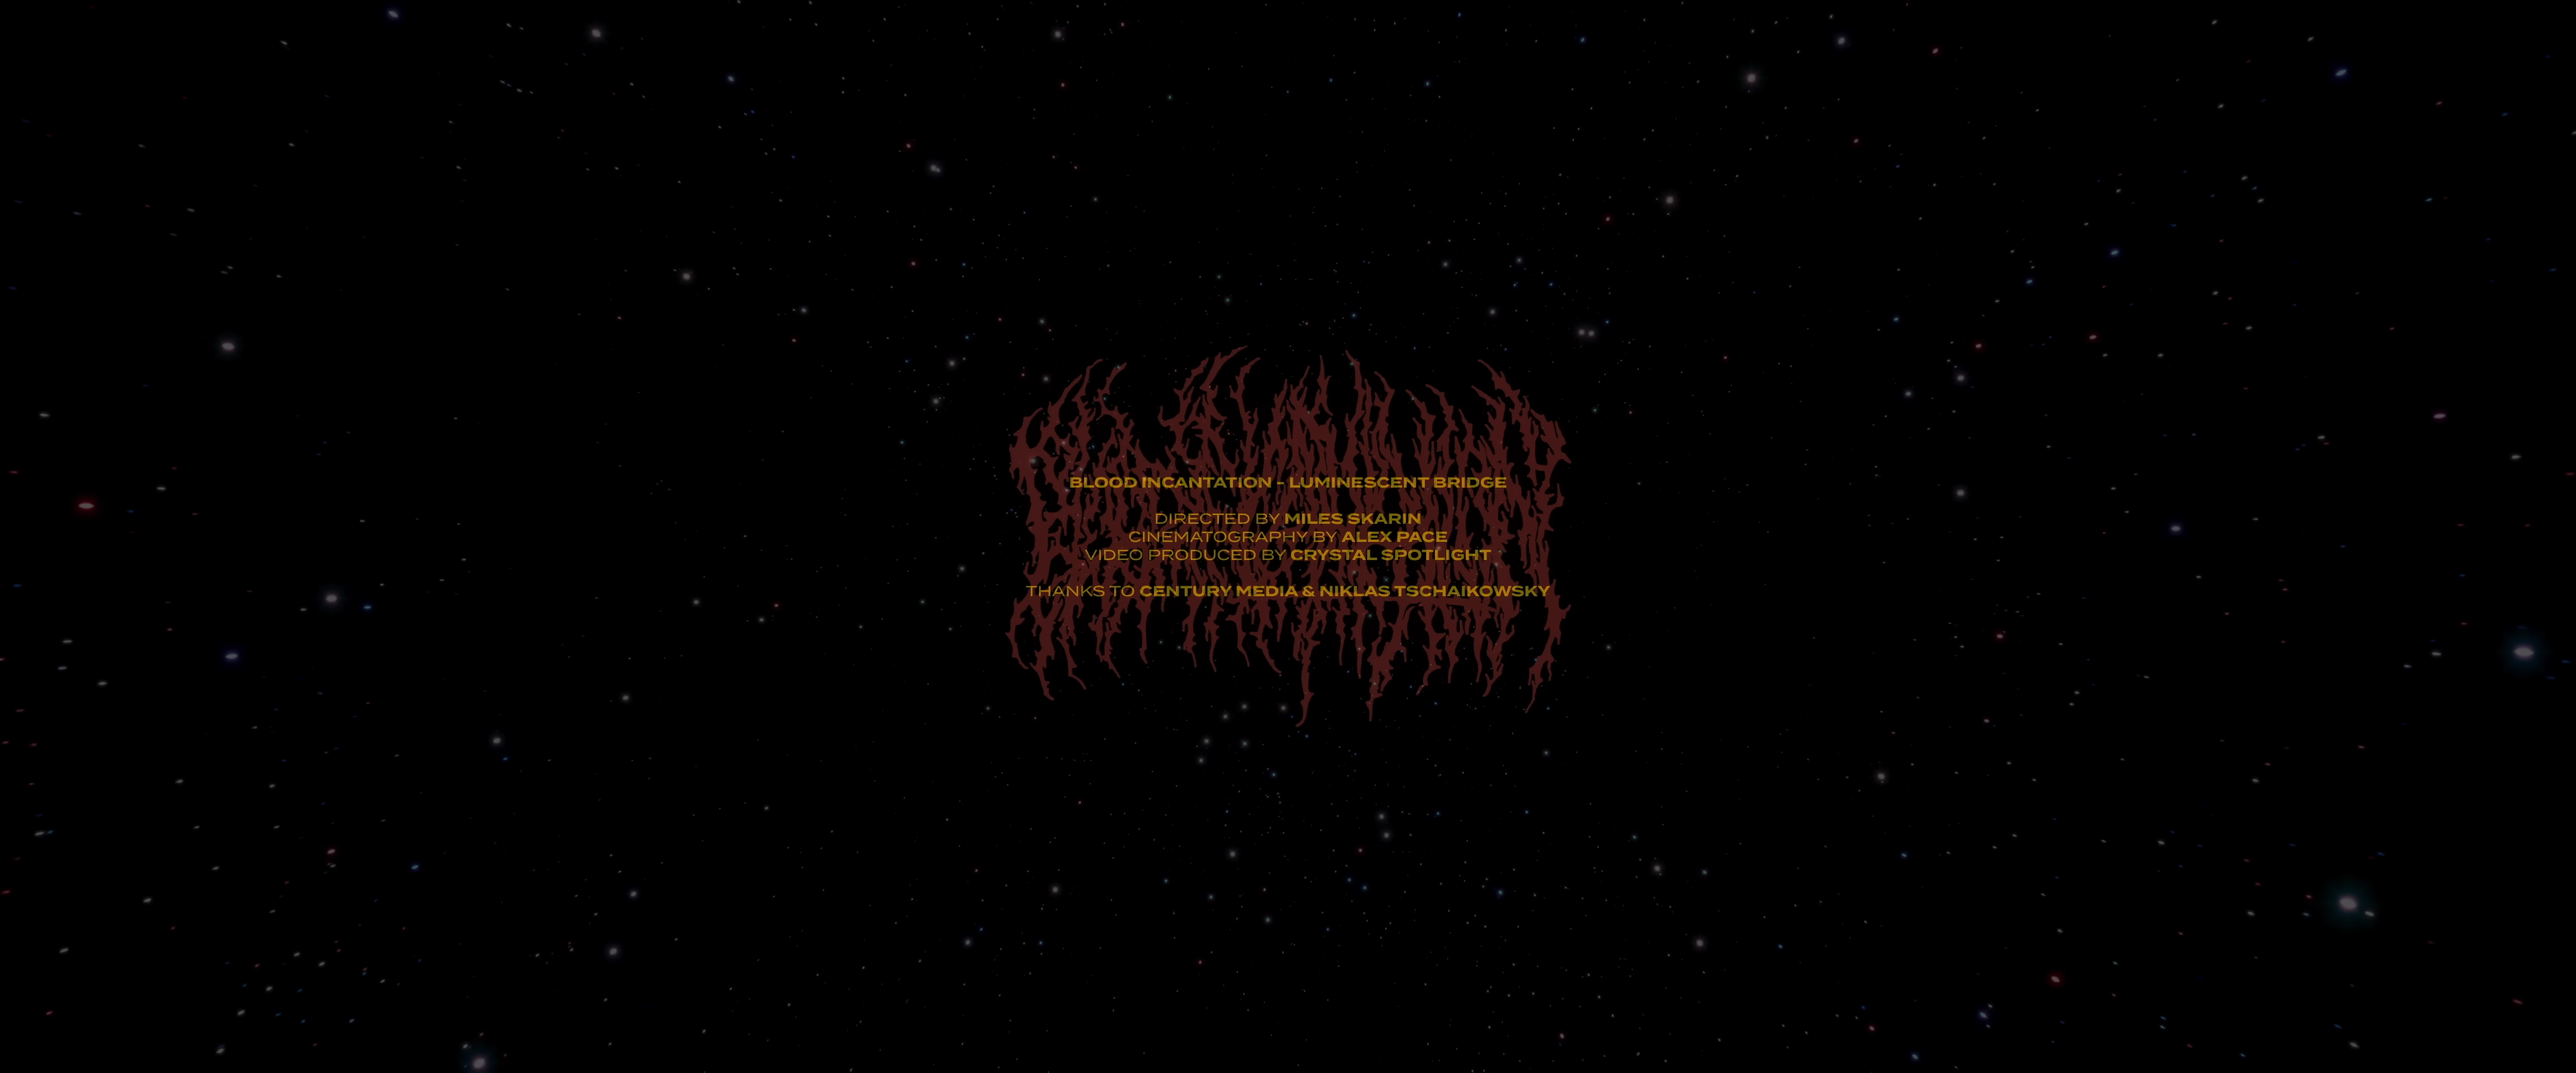 BLOOD INCANTATION - LUMINESCENT BRIDGE
DIRECTED BY MILES SKARIN
CINEMATOGRAPHY BY ALEX PACE
VIDEO PRODUCED BY CRYSTAL SPOTLIGHT
THANKS TO CENTURY MEDIA & NIKLAS TSCHAIKOWSKY